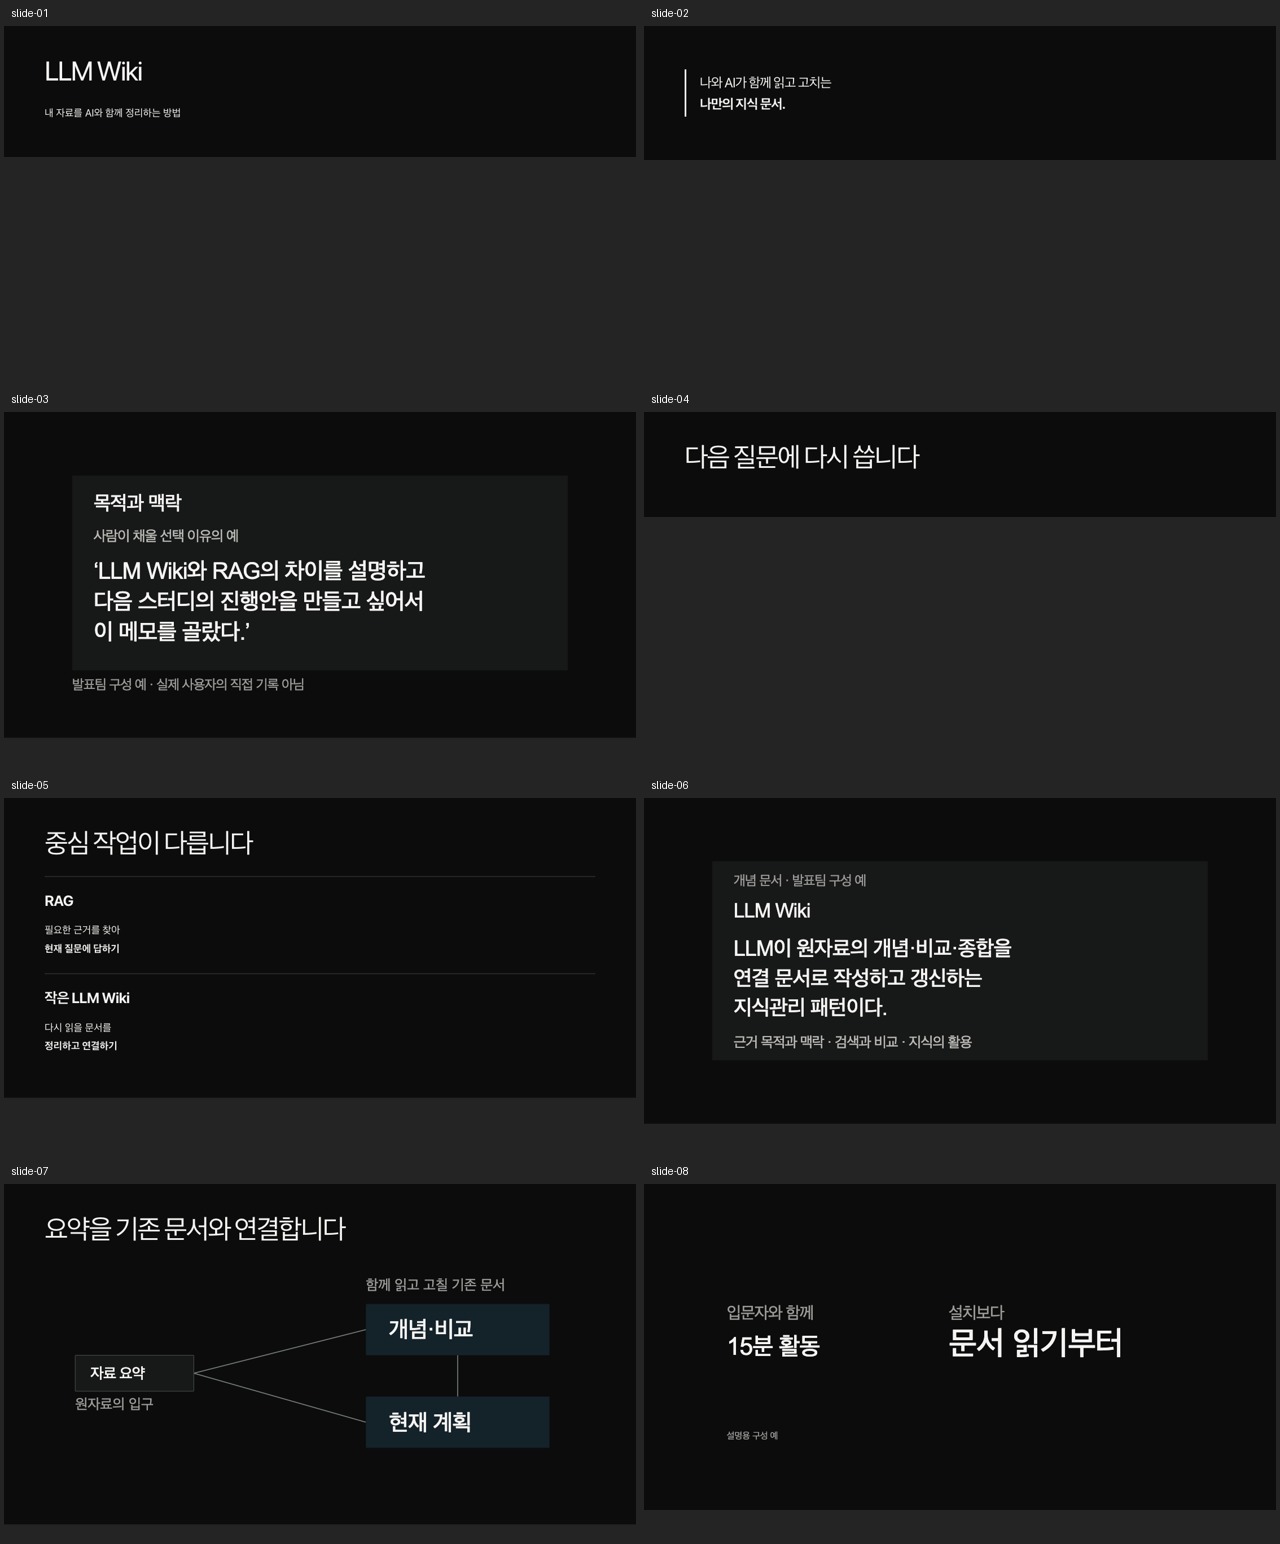 slide-01
LLM Wiki
내 자료를 AI와 함께 정리하는 방법
slide-02
나와 AI가 함께 읽고 고치는
나만의 지식 문서.
slide-03
목적과 맥락
사람이 채울 선택 이유의 예
‘LLM Wiki와 RAG의 차이를 설명하고
다음 스터디의 진행안을 만들고 싶어서
이 메모를 골랐다.’
발표팀 구성 예 · 실제 사용자의 직접 기록 아님
slide-04
다음 질문에 다시 씁니다
slide-05
중심 작업이 다릅니다
RAG
필요한 근거를 찾아
현재 질문에 답하기
작은 LLM Wiki
다시 읽을 문서를
정리하고 연결하기
slide-06
개념 문서 · 발표팀 구성 예
LLM Wiki
LLM이 원자료의 개념·비교·종합을
연결 문서로 작성하고 갱신하는
지식관리 패턴이다.
근거 목적과 맥락 · 검색과 비교 · 지식의 활용
slide-07
요약을 기존 문서와 연결합니다
함께 읽고 고칠 기존 문서
개념·비교
자료 요약
원자료의 입구
현재 계획
slide-08
입문자와 함께
15분 활동
설치보다
문서 읽기부터
설명용 구성 예